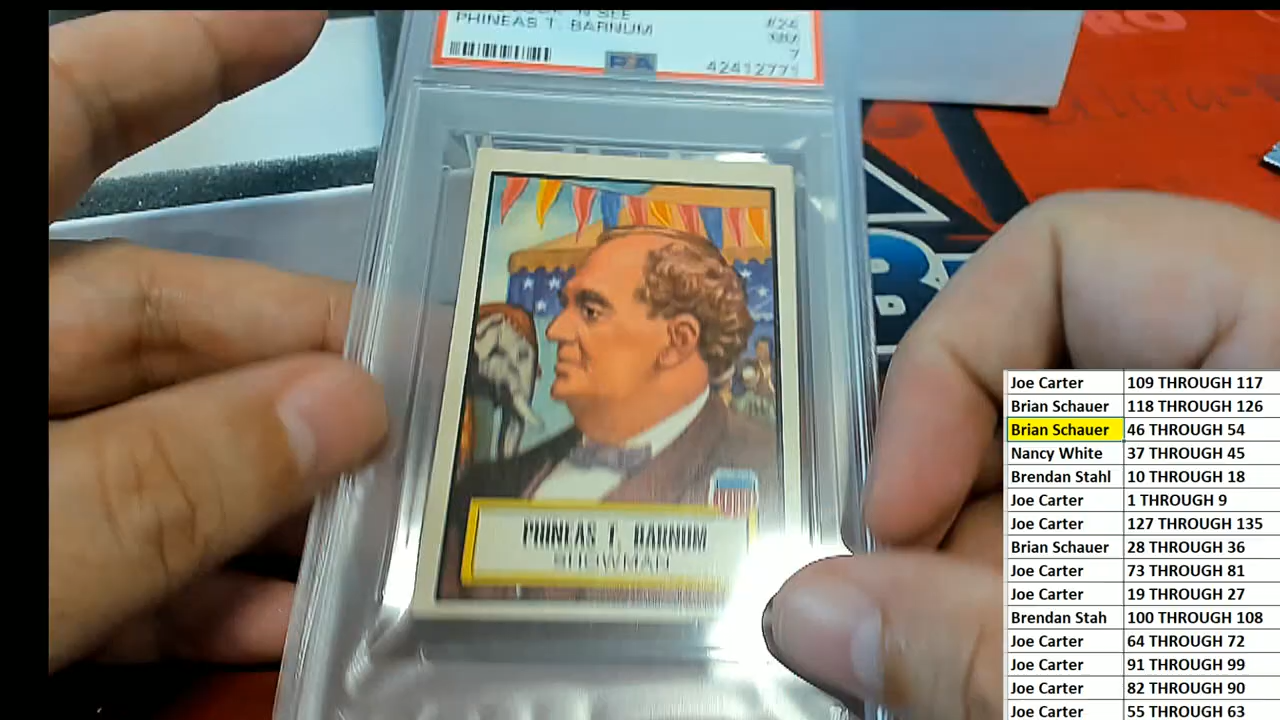 PHINEAS T. BARNUM
#24
NM
7
PSA
42412771
PHINEAS T. BARNUM
SHOWMAN
B
RO
Joe Carter 109 THROUGH 117
Brian Schauer 118 THROUGH 126
Brian Schauer 46 THROUGH 54
Nancy White 37 THROUGH 45
Brendan Stahl 10 THROUGH 18
Joe Carter 1 THROUGH 9
Joe Carter 127 THROUGH 135
Brian Schauer 28 THROUGH 36
Joe Carter 73 THROUGH 81
Joe Carter 19 THROUGH 27
Brendan Stah 100 THROUGH 108
Joe Carter 64 THROUGH 72
Joe Carter 91 THROUGH 99
Joe Carter 82 THROUGH 90
Joe Carter 55 THROUGH 63